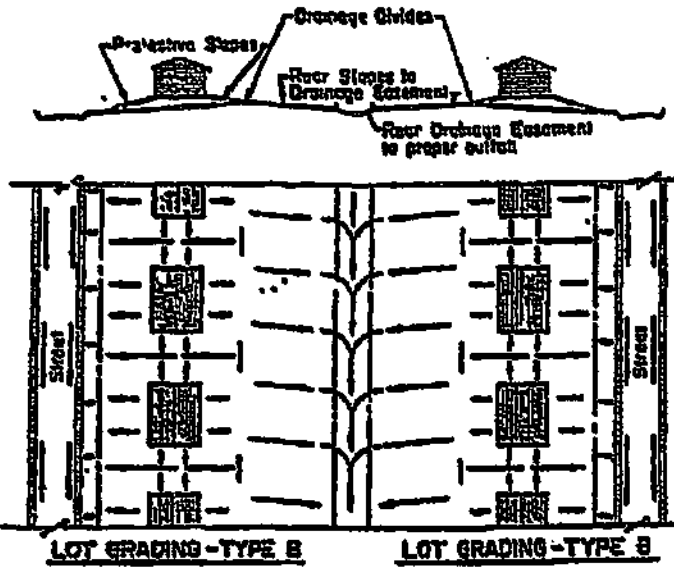 Drainage Divides
Protective Slopes
Rear Slopes to
Drainage Easement
Rear Drainage Easement
to proper outfall
Street
Street
LOT GRADING-TYPE B
LOT GRADING-TYPE B